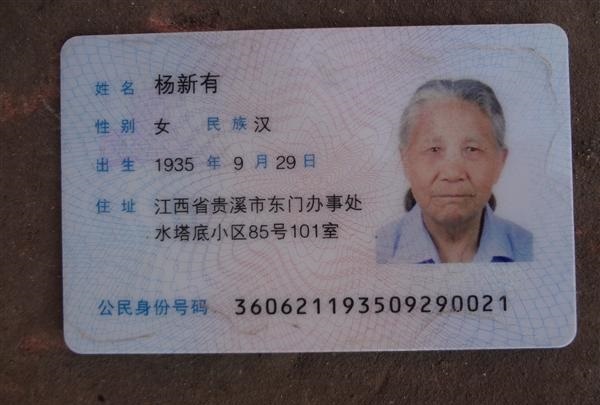 姓名 杨新有
性别 女 民族 汉
出生 1935 年 9 月 29 日
住址 江西省贵溪市东门办事处
水塔底小区85号101室
公民身份号码 360621193509290021